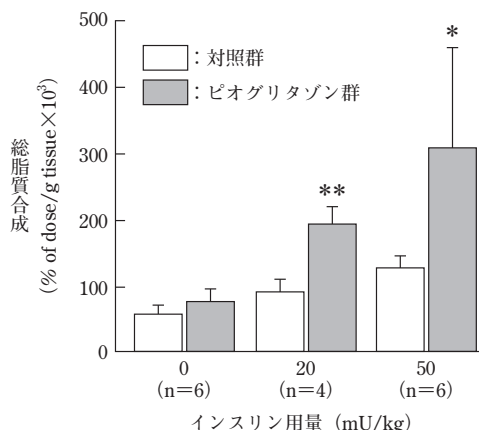 500
400
300
200
100
0
総脂質合成
(% of dose/g tissue×10³)
：対照群
：ピオグリタゾン群
**
*
0
(n=6)
20
(n=4)
50
(n=6)
インスリン用量 (mU/kg)